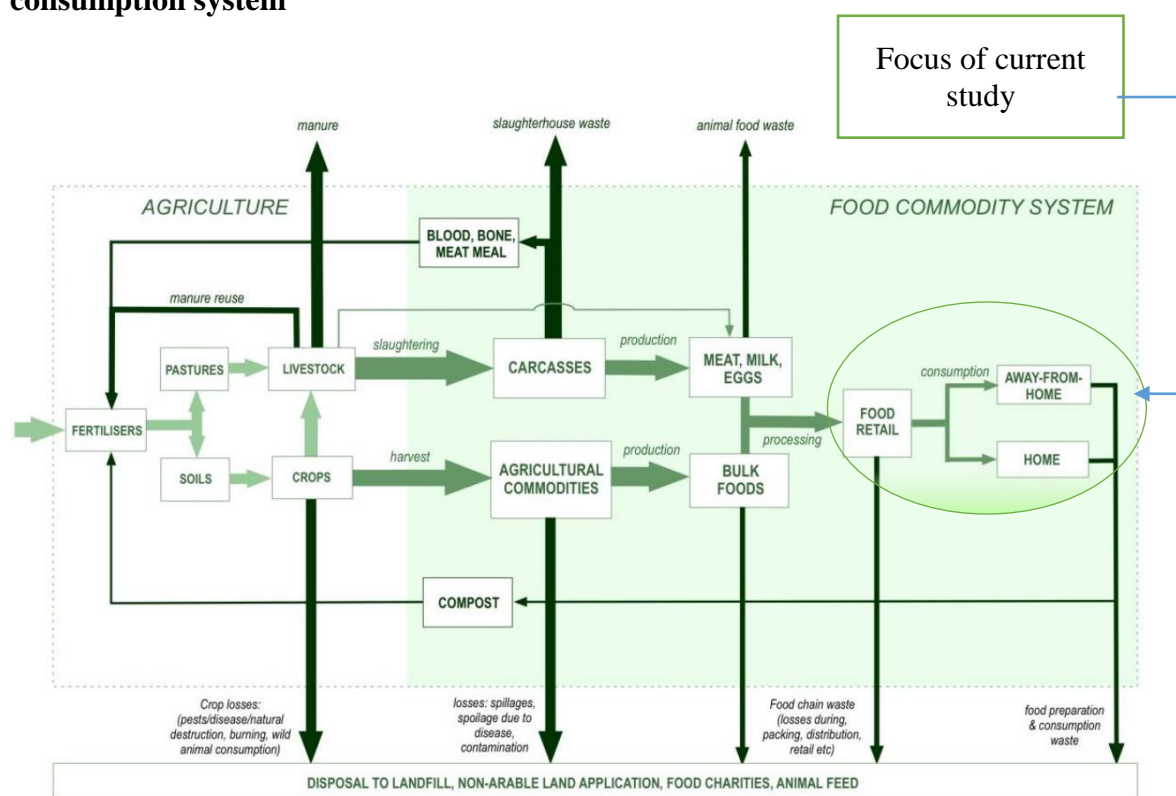 consumption system
Focus of current
study
manure
slaughterhouse waste
animal food waste
AGRICULTURE
FOOD COMMODITY SYSTEM
BLOOD, BONE,
MEAT MEAL
manure reuse
slaughtering
production
PASTURES
LIVESTOCK
CARCASSES
MEAT, MILK,
EGGS
consumption
AWAY-FROM-
HOME
FERTILISERS
FOOD
RETAIL
processing
harvest
production
SOILS
CROPS
AGRICULTURAL
COMMODITIES
BULK
FOODS
HOME
COMPOST
Crop losses:
(pests/disease/natural
destruction, burning, wild
animal consumption)
losses: spillages,
spoilage due to
disease,
contamination
Food chain waste
(losses during,
packing, distribution,
retail etc)
food preparation
& consumption
waste
DISPOSAL TO LANDFILL, NON-ARABLE LAND APPLICATION, FOOD CHARITIES, ANIMAL FEED